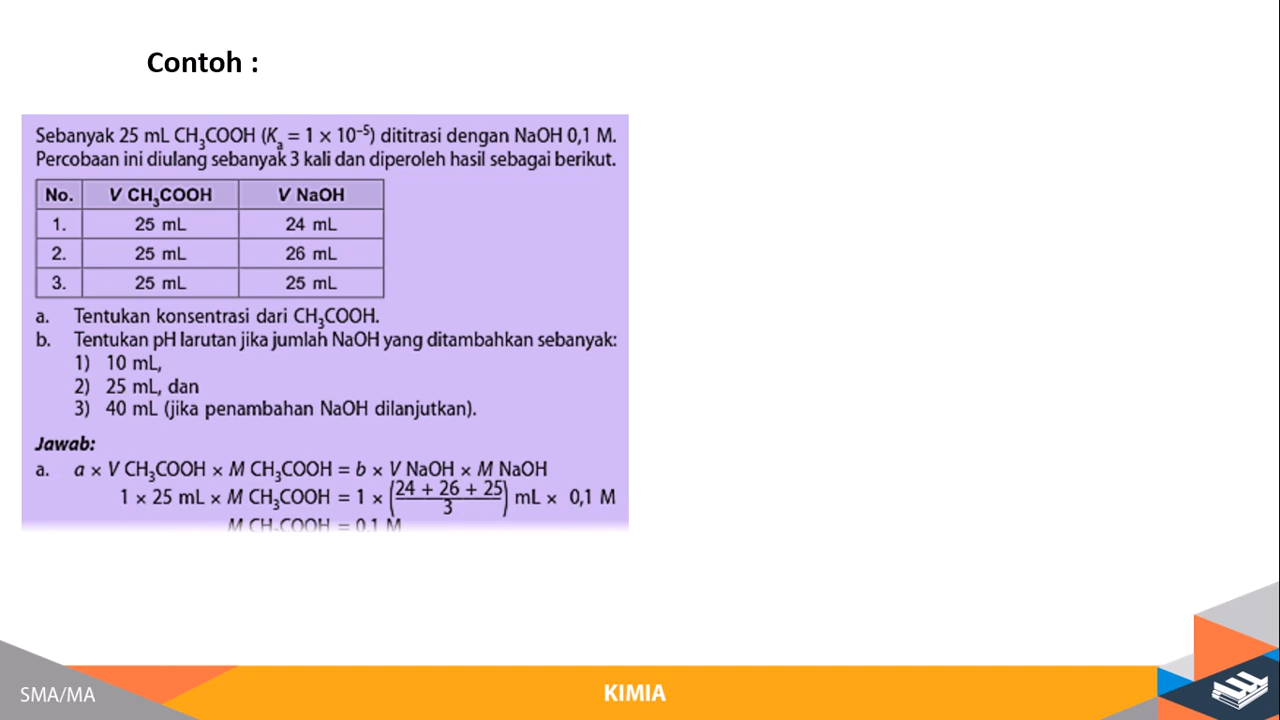 Contoh :
Sebanyak 25 mL CH₃COOH (Kₐ = 1 × 10⁻⁵) dititrasi dengan NaOH 0,1 M.
Percobaan ini diulang sebanyak 3 kali dan diperoleh hasil sebagai berikut.
No. V CH₃COOH V NaOH
1. 25 mL 24 mL
2. 25 mL 26 mL
3. 25 mL 25 mL
a. Tentukan konsentrasi dari CH₃COOH.
b. Tentukan pH larutan jika jumlah NaOH yang ditambahkan sebanyak:
1) 10 mL,
2) 25 mL, dan
3) 40 mL (jika penambahan NaOH dilanjutkan).
Jawab:
a. a × V CH₃COOH × M CH₃COOH = b × V NaOH × M NaOH
1 × 25 mL × M CH₃COOH = 1 × ((24 + 26 + 25)/3) mL × 0,1 M
M CH₃COOH = 0,1 M
SMA/MA
KIMIA